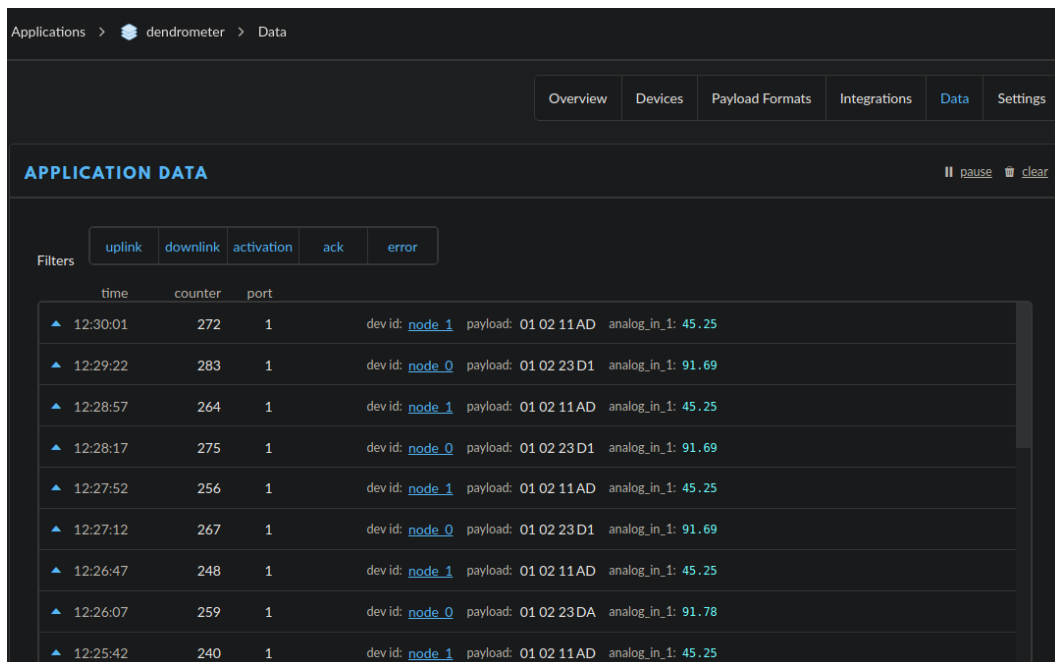 Applications > dendrometer > Data
Overview Devices Payload Formats Integrations Data Settings
APPLICATION DATA pause clear
Filters uplink downlink activation ack error
time counter port
12:30:01 272 1 dev id: node_1 payload: 01 02 11 AD analog_in_1: 45.25
12:29:22 283 1 dev id: node_0 payload: 01 02 23 D1 analog_in_1: 91.69
12:28:57 264 1 dev id: node_1 payload: 01 02 11 AD analog_in_1: 45.25
12:28:17 275 1 dev id: node_0 payload: 01 02 23 D1 analog_in_1: 91.69
12:27:52 256 1 dev id: node_1 payload: 01 02 11 AD analog_in_1: 45.25
12:27:12 267 1 dev id: node_0 payload: 01 02 23 D1 analog_in_1: 91.69
12:26:47 248 1 dev id: node_1 payload: 01 02 11 AD analog_in_1: 45.25
12:26:07 259 1 dev id: node_0 payload: 01 02 23 DA analog_in_1: 91.78
12:25:42 240 1 dev id: node_1 payload: 01 02 11 AD analog_in_1: 45.25